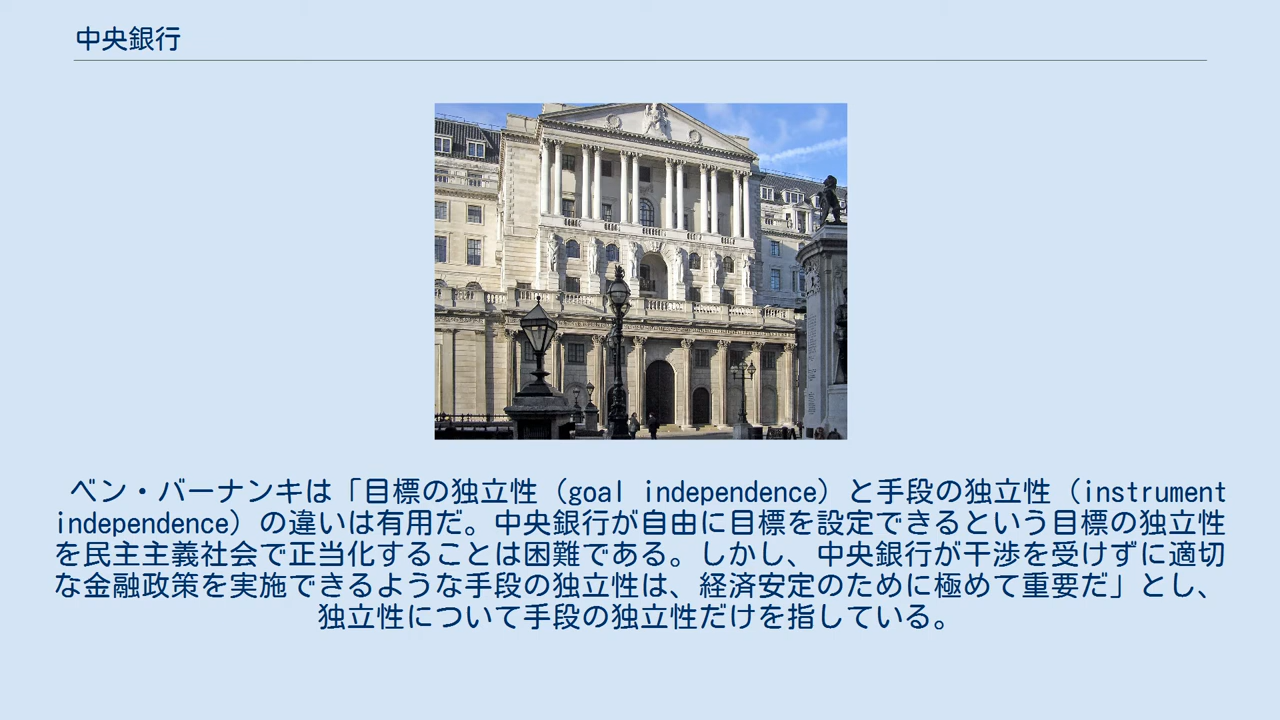 中央銀行
ベン・バーナンキは「目標の独立性（goal independence）と手段の独立性（instrument
independence）の違いは有用だ。中央銀行が自由に目標を設定できるという目標の独立性
を民主主義社会で正当化することは困難である。しかし、中央銀行が干渉を受けずに適切
な金融政策を実施できるような手段の独立性は、経済安定のために極めて重要だ」とし、
独立性について手段の独立性だけを指している。